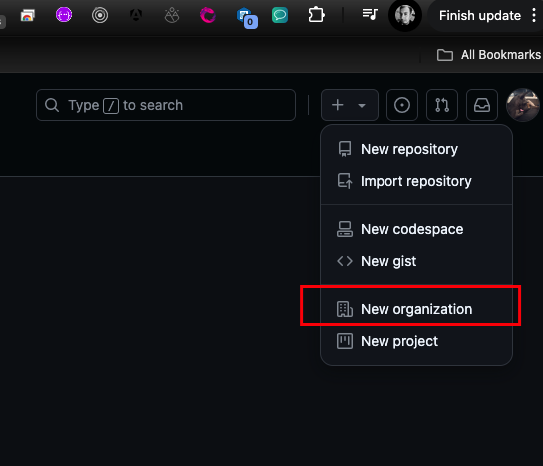 0
Finish update
All Bookmarks
Type / to search
New repository
Import repository
New codespace
New gist
New organization
New project